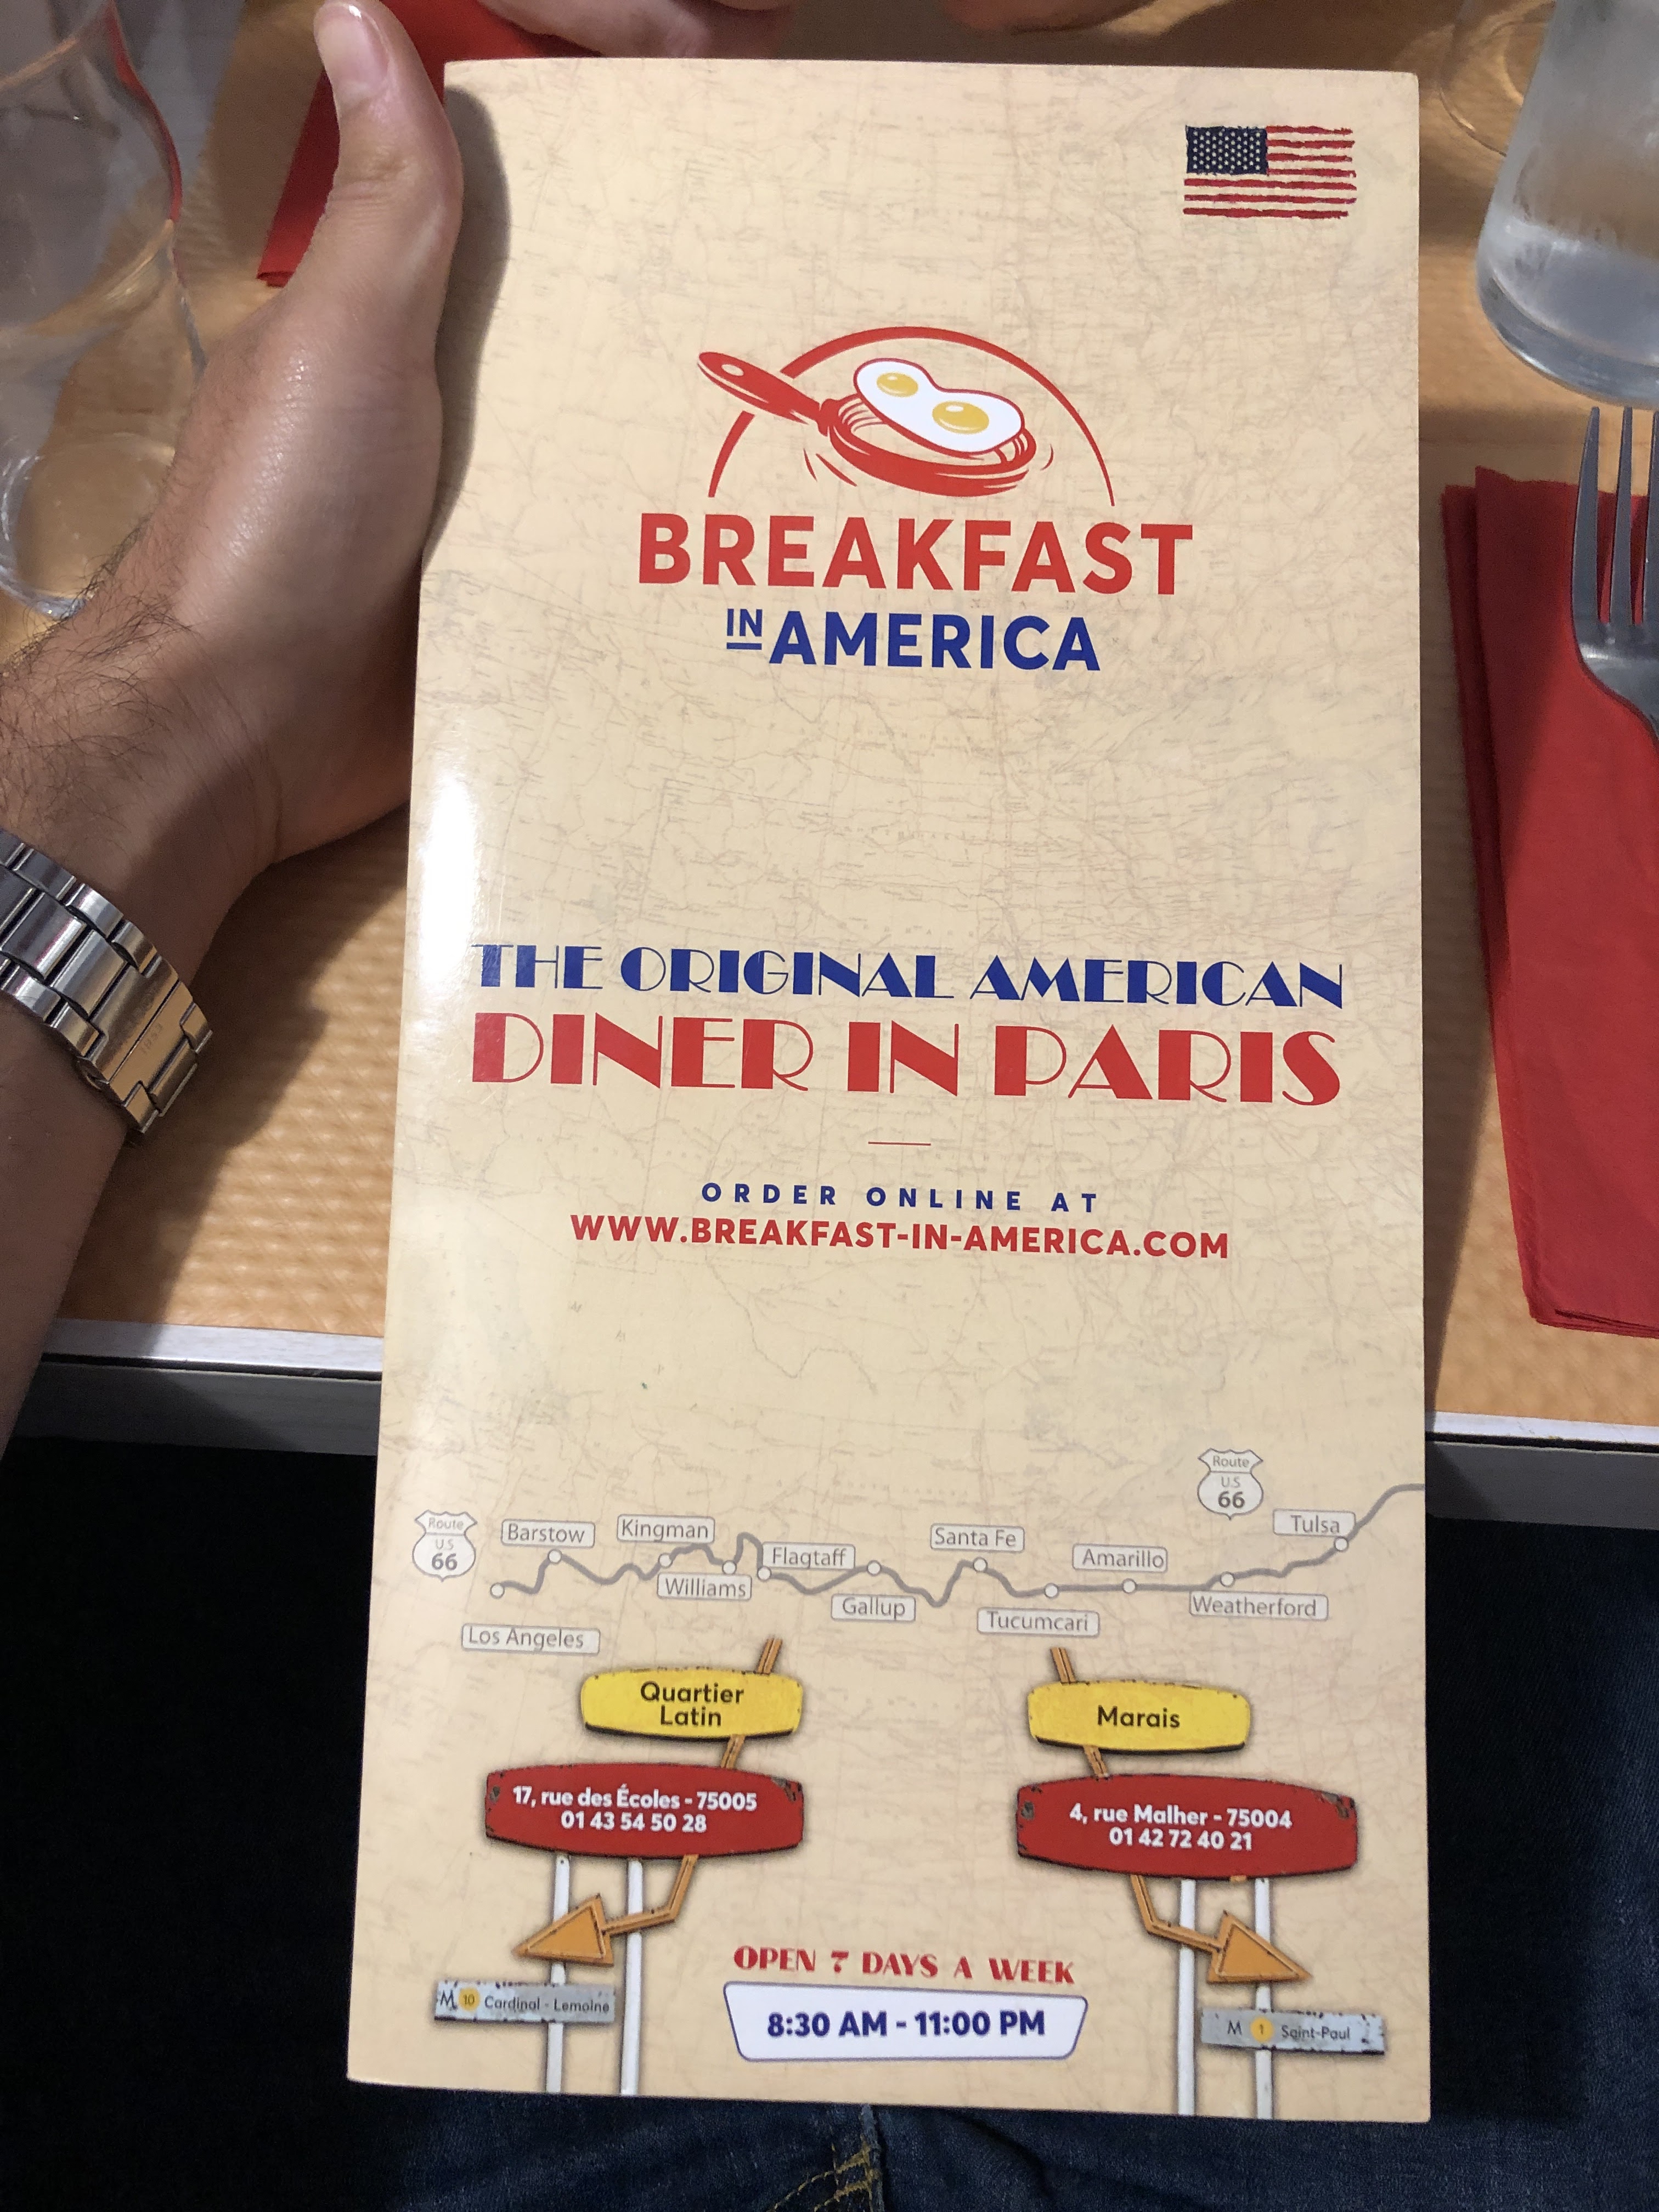 BREAKFAST
IN AMERICA
THE ORIGINAL AMERICAN
DINER IN PARIS
ORDER ONLINE AT
WWW.BREAKFAST-IN-AMERICA.COM
Route
U.S
66
Route
U.S
66
Barstow
Kingman
Williams
Flagtaff
Gallup
Santa Fe
Tucumcari
Amarillo
Weatherford
Tulsa
Los Angeles
Quartier
Latin
17, rue des Écoles - 75005
01 43 54 50 28
M 10 Cardinal - Lemoine
Marais
4, rue Malher - 75004
01 42 72 40 21
M 1 Saint-Paul
OPEN 7 DAYS A WEEK
8:30 AM - 11:00 PM